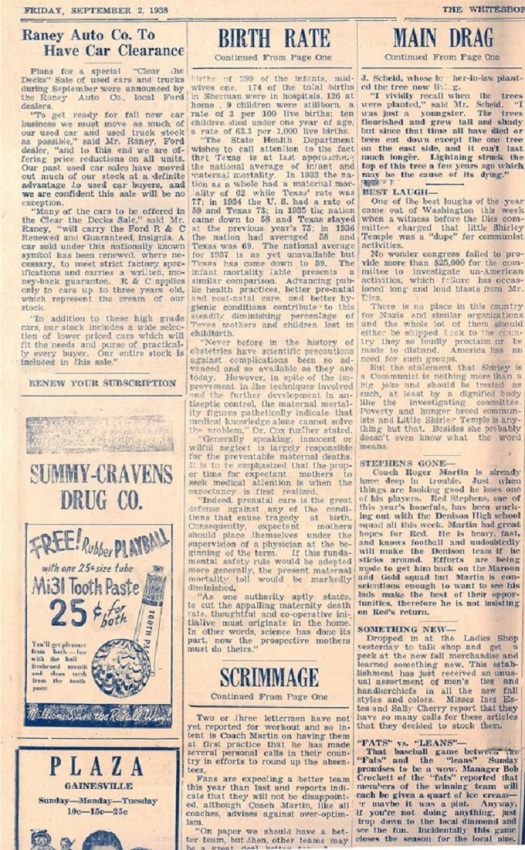 FRIDAY, SEPTEMBER 2, 1938
THE WHITESBOR
Raney Auto Co. To
Have Car Clearance
Plans for a special "Clear the
Decks" Sale of used cars and trucks
during September were announced by
the Raney Auto Co., local Ford
dealers.
"To get ready for fall new car
business we must move as much of
our used car and used truck stock
as possible," said Mr. Raney, Ford
dealer, "and to this end we are of-
fering price reductions on all units.
Our past used car sales have moved
out much of our stock at a definite
advantage to used car buyers, and
we are confident this sale will be no
exception.
"Many of the cars to be offered in
the 'Clear the Decks Sale,'" said Mr.
Raney, "will carry the Ford R & C
Renewed and Guaranteed, insignia. A
car sold under this nationally known
symbol has been renewed, where ne-
cessary, to meet strict factory spec-
ifications and carries a written, mo-
ney-back guarantee. R & C applies
only to cars up to three years old,
which represent the cream of our
stock.
"In addition to these high grade
cars, our stock includes a wide selec-
tion of lower priced cars which will
fit the needs and purse of practical-
ly every buyer. Our entire stock is
included in this sale."
RENEW YOUR SUBSCRIPTION
SUMMY-CRAVENS
DRUG CO.
FREE! Rubber PLAYBALL
with one 25¢ size tube
Mi31 Tooth Paste
25¢ for both
You'll get pleasure
from both—fun
with the ball
freshened mouth
and clean teeth
from the tooth
paste.
PLAZA
GAINESVILLE
Sunday—Monday—Tuesday
10c—15c—25c
BIRTH RATE
Continued From Page One
births of 259 of the infants, mid-
wives one. 174 of the total births
in Sherman were in hospitals, 126 at
home. 9 children were stillborn, a
rate of 3 per 100 live births; ten
children died under one year of age,
a rate of 63.1 per 1,000 live births.
"The State Health Department
wishes to call attention to the fact
that Texas is at last approaching
the national average of infant and
maternal mortality. In 1933 the na-
tion as a whole had a maternal mor-
ality of 62 while Texas' rate was
77; in 1934 the U. S. had a rate of
59 and Texas 73; in 1935 the nation
came down to 58 and Texas stayed
at the previous year's 73; in 1936
the nation had averaged 58 and
Texas was 69. The national average
for 1937 is as yet unavailable but
Texas has come down to 59. The
infant mortality table presents a
similar comparison. Advancing pub-
lic health practices, better pre-natal
and post-natal care, and better hy-
gienic conditions contribute to this
steadily diminishing percentage of
Texas mothers and children lost in
childbirth.
"Never before in the history of
obstetrics have scientific precautions
against complications been so ad-
vanced and so available as they are
today. However, in spite of the im-
provement in the techniques involved
and the further development in an-
tiseptic control, the maternal mortal-
ity figures pathetically indicate that
medical knowledge alone cannot solve
the problem," Dr. Cox further stated.
"Generally speaking, innocent or
wilful neglect is largely responsible
for the preventable maternal deaths.
It is to be emphasized that the prop-
er time for expectant mothers to
seek medical attention is when the
expectancy is first realized.
"Indeed, prenatal care is the great
defense against any of the condi-
tions that cause tragedy at birth.
Consequently, expectant mothers
should place themselves under the
supervision of a physician at the be-
ginning of the term. If this funda-
mental safety rule would be adopted
more generally, the present maternal
mortality toll would be markedly
diminished.
"As one authority aptly states,
to cut the appalling maternity death
rate, thoughtful and co-operative ini-
tiative must originate in the home.
In other words, science has done its
part, now the prospective mothers
must do theirs."
SCRIMMAGE
Continued From Page One
Two or three lettermen have not
yet reported for workout and so in-
tent is Coach Martin on having them
at first practice that he has made
several personal calls in their coun-
try in efforts to round up the absen-
tees.
Fans are expecting a better team
this year than last and reports indi-
cate that they will not be disappoint-
ed, although Coach Martin, like all
coaches, advises against over-optim-
ism.
"On paper we should have a bet-
ter team, but then, other teams may
MAIN DRAG
Continued From Page One
J. Scheid, whose brother-in-law plant-
ed the tree now
"I vividly recall when the trees
were planted," said Mr. Scheid. "I
was just a youngster. The trees
flourished and grew tall and shady
but since that time all have died or
been cut down except the one tree
on the east side, and it can't last
much longer. Lightning struck the
top of this tree a few years ago which
may be the cause of its dying."
BEST LAUGH—
One of the best laughs of the year
came out of Washington this week
when a witness before the Dies com-
mittee charged that little Shirley
Temple was a "dupe" for communist
activities.
No wonder congress failed to pro-
vide more than $25,000 for the com-
mittee to investigate un-American
activities, which failure has occas-
ioned long and loud blasts from Mr.
Dies.
There is no place in this country
for Nazis and similar organizations
and the whole lot of them should
either be shipped back to the coun-
try they so loudly proclaim or be
made to disband. America has no
need for such groups.
But the statement that Shirley is
a Communist is nothing more than a
big joke and should be treated as
such, at least by a dignified body
like the investigating committee.
Poverty and hunger breed commun-
ists and Little Shirley Temple is any-
thing but that. Besides she probably
doesn't even know what the word
means.
STEPHENS GONE—
Coach Roger Martin is already
knee deep in trouble. Just when
things are looking good he loses one
of his players. Red Stephens, one of
this year's hopefuls, has been work-
ing out with the Denison High school
squad all this week. Martin had great
hopes for Red. He is heavy, fast,
and knows football and undoubtedly
will make the Denison team if he
sticks around. Efforts are being
made to get him back on the Maroon
and Gold squad but Martin is con-
scientious enough to want to see his
lads make the best of their oppor-
tunities, therefore he is not insisting
on Red's return.
SOMETHING NEW—
Dropped in at the Ladies Shop
yesterday to talk shop and get a
peek at the new fall merchandise and
learned something new. This estab-
lishment has just received an unus-
ual assortment of men's ties and
handkerchiefs in all the new fall
styles and colors. Misses Inez Es-
tes and Sally Cherry report that they
have so many calls for these articles
that they decided to stock them.
"FATS" vs. "LEANS"—
That baseball game between the
"Fats" and the "leans" Sunday
promises to be a wow. Manager Bob
Crockett of the "fats" reported that
members of the winning team will
each be given a quart of ice cream—
or maybe it was a pint. Anyway,
if you're not doing anything, just
drop down to the local diamond and
see the fun. Incidentally this game
closes the season for the local nine.